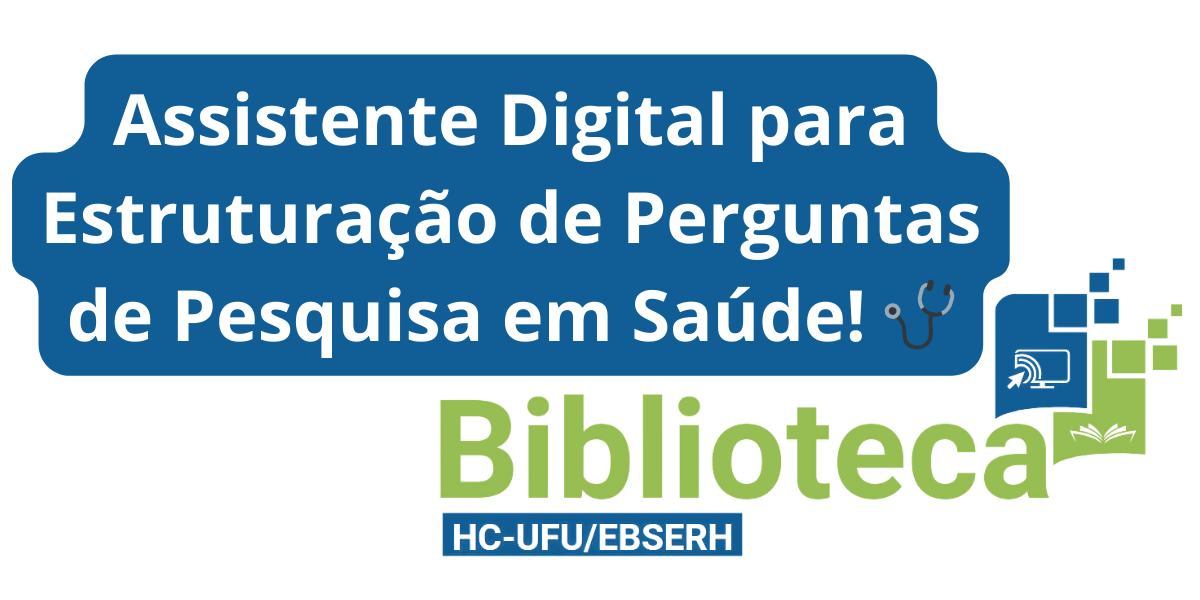 Assistente Digital para
Estruturação de Perguntas
de Pesquisa em Saúde! 🩺
Biblioteca
HC-UFU/EBSERH